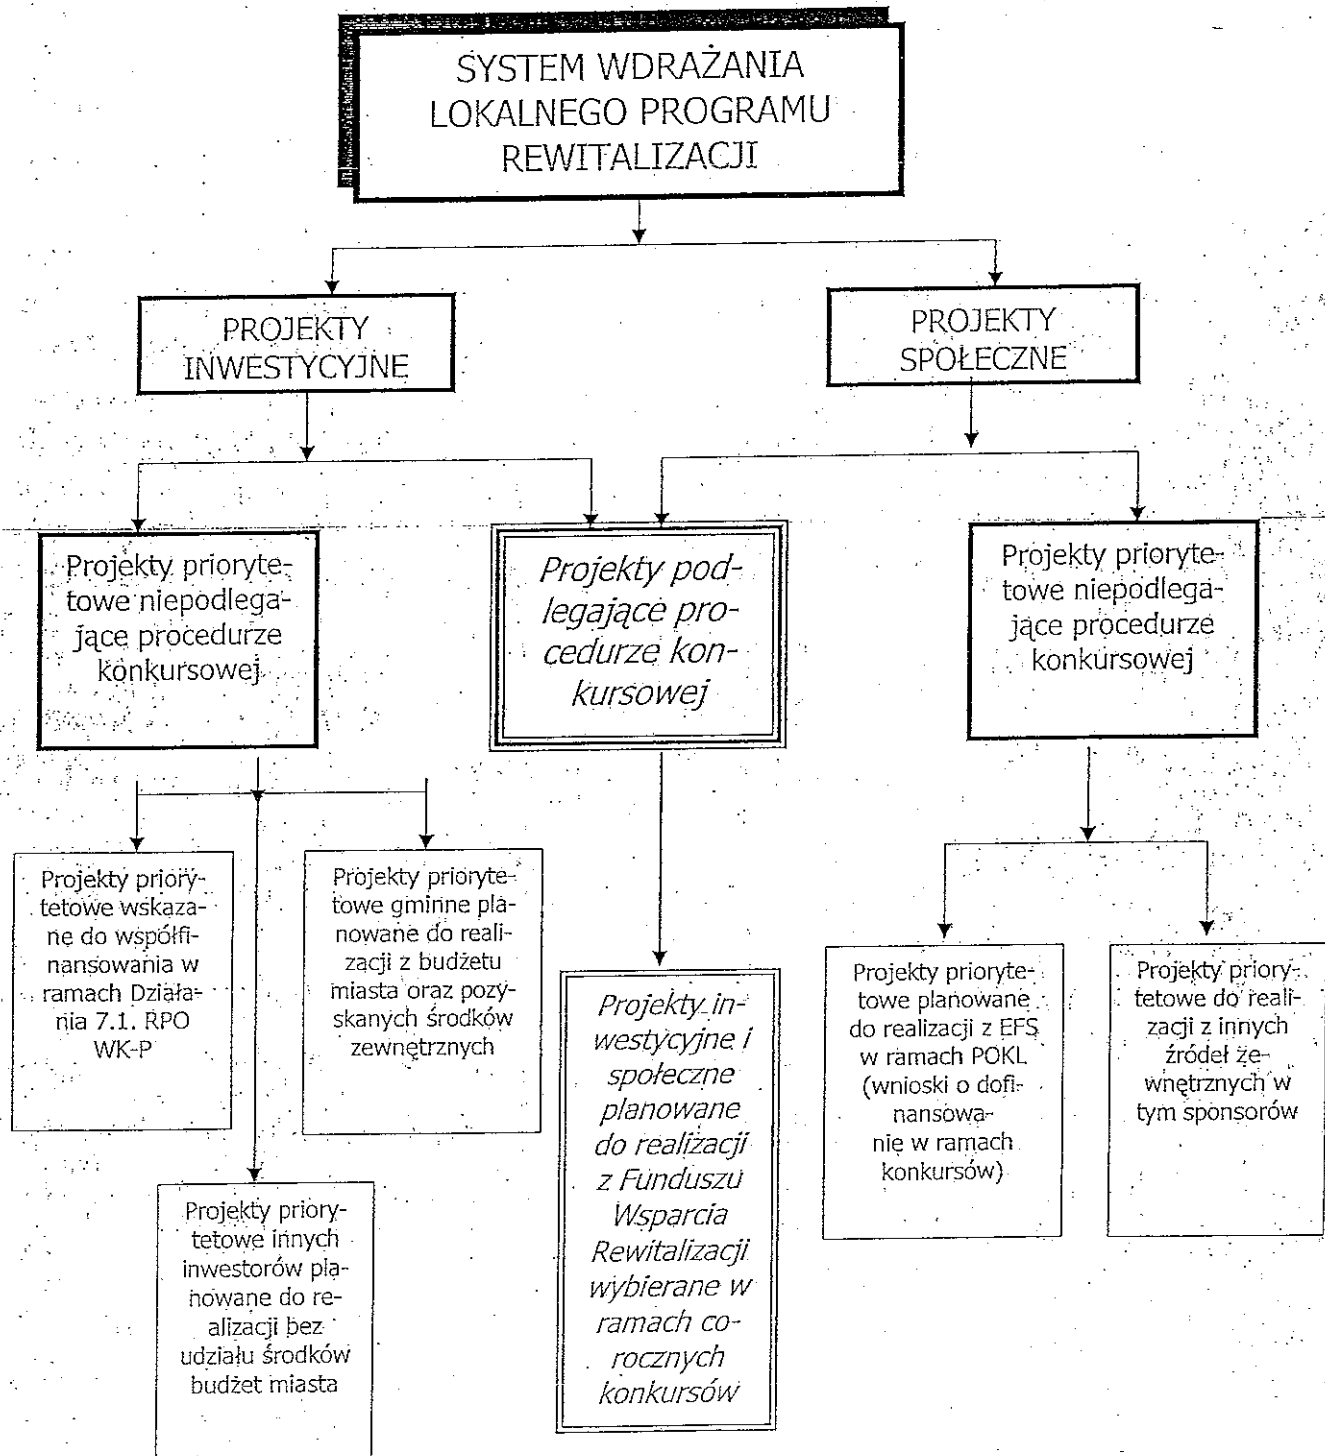 SYSTEM WDRAŻANIA
LOKALNEGO PROGRAMU
REWITALIZACJI
PROJEKTY
INWESTYCYJNE
PROJEKTY
SPOŁECZNE
Projekty prioryte-
towe niepodlega-
jące procedurze
konkursowej
Projekty pod-
legające pro-
cedurze kon-
kursowej
Projekty prioryte-
towe niepodlega-
jące procedurze
konkursowej
Projekty priory-
tetowe wskaza-
ne do współfi-
nansowania w
ramach Działa-
nia 7.1. RPO
WK-P
Projekty prioryte-
towe gminne pla-
nowane do reali-
zacji z budżetu
miasta oraz pozy-
skanych środków
zewnętrznych
Projekty in-
westycyjne i
społeczne
planowane
do realizacji
z Funduszu
Wsparcia
Rewitalizacji
wybierane w
ramach co-
rocznych
konkursów
Projekty prioryte-
towe planowane
do realizacji z EFS
w ramach POKL
(wnioski o dofi-
nansowa-
nie w ramach
konkursów)
Projekty priory-
tetowe do reali-
zacji z innych
źródeł ze-
wnętrznych w
tym sponsorów
Projekty priory-
tetowe innych
inwestorów pla-
nowane do re-
alizacji bez
udziału środków
budżet miasta